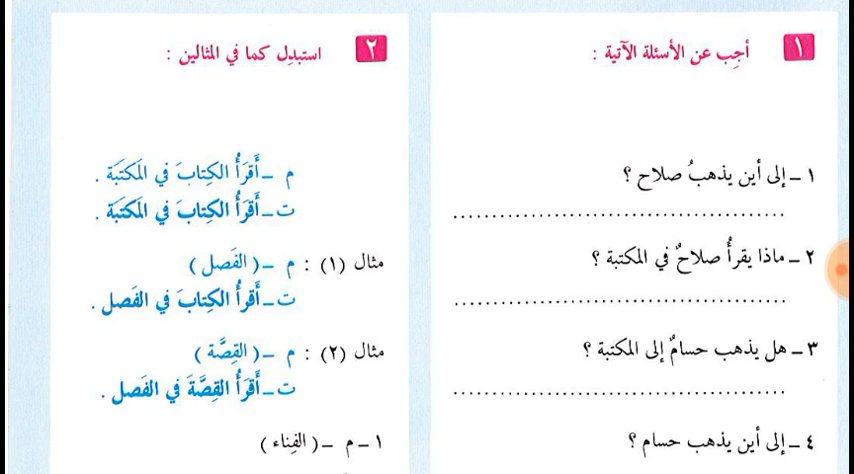 ١ أجِب عن الأسئلة الآتية :
١ ـ إلى أين يذهبُ صلاح ؟
٢ ـ ماذا يقرأُ صلاحٌ في المكتبة ؟
٣ ـ هل يذهب حسامٌ إلى المكتبة ؟
٤ ـ إلى أين يذهب حسام ؟
٢ استبدِل كما في المثالين :
م ـ أَقرَأُ الكِتابَ في المَكتَبَة .
ت ـ أَقرَأُ الكِتابَ في المَكتَبَة .
مثال (١) : م ـ ( الفَصل )
ت ـ أَقرأُ الكِتابَ في الفَصل .
مثال (٢) : م ـ ( القِصَّة )
ت ـ أَقرَأُ القِصَّةَ في الفَصل .
١ ـ م ـ ( الفِناء )